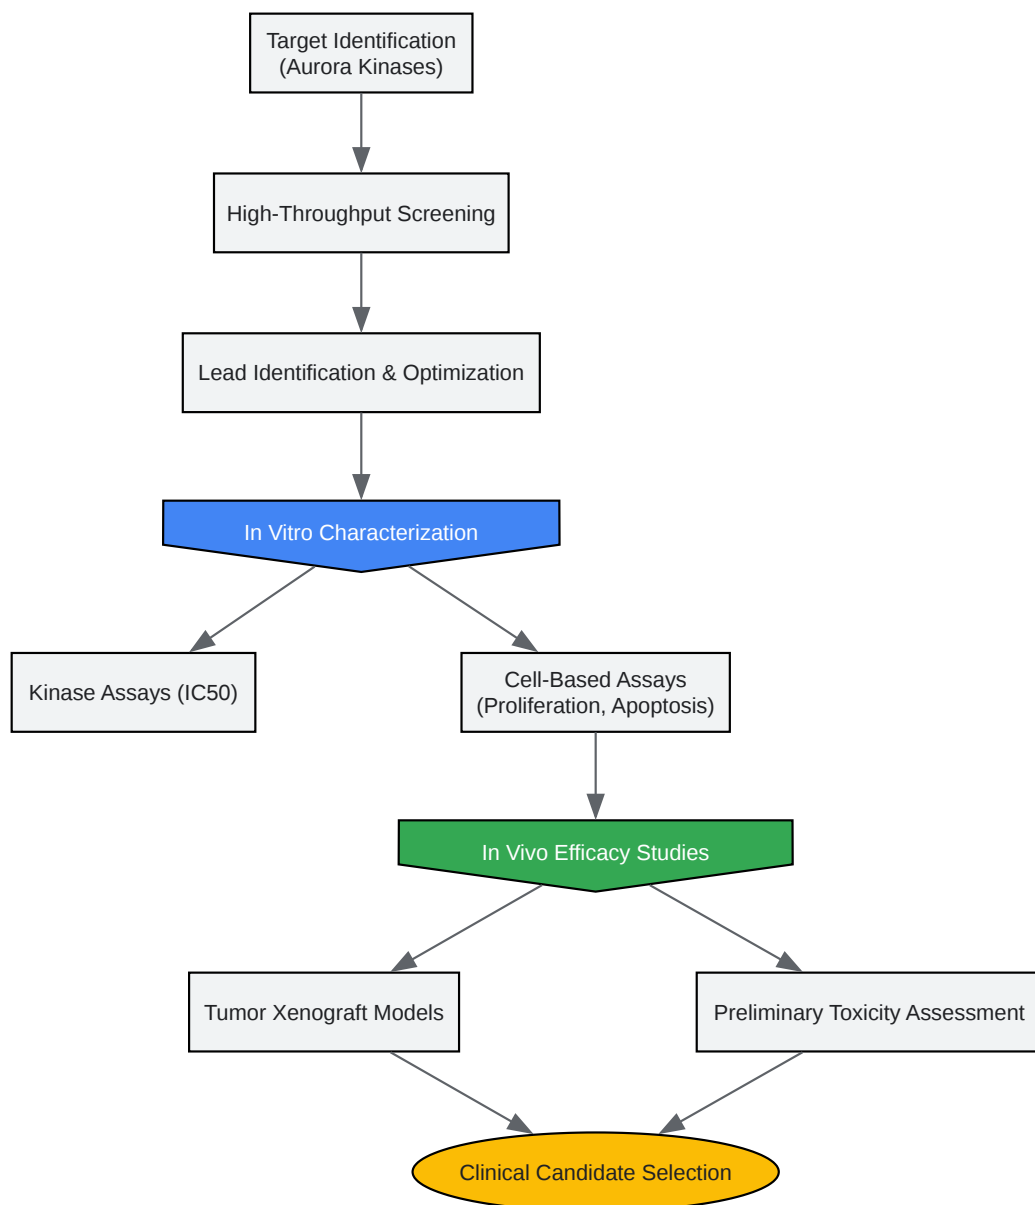 Target Identification
(Aurora Kinases)
High-Throughput Screening
Lead Identification & Optimization
In Vitro Characterization
Kinase Assays (IC50)
Cell-Based Assays
(Proliferation, Apoptosis)
In Vivo Efficacy Studies
Tumor Xenograft Models
Preliminary Toxicity Assessment
Clinical Candidate Selection